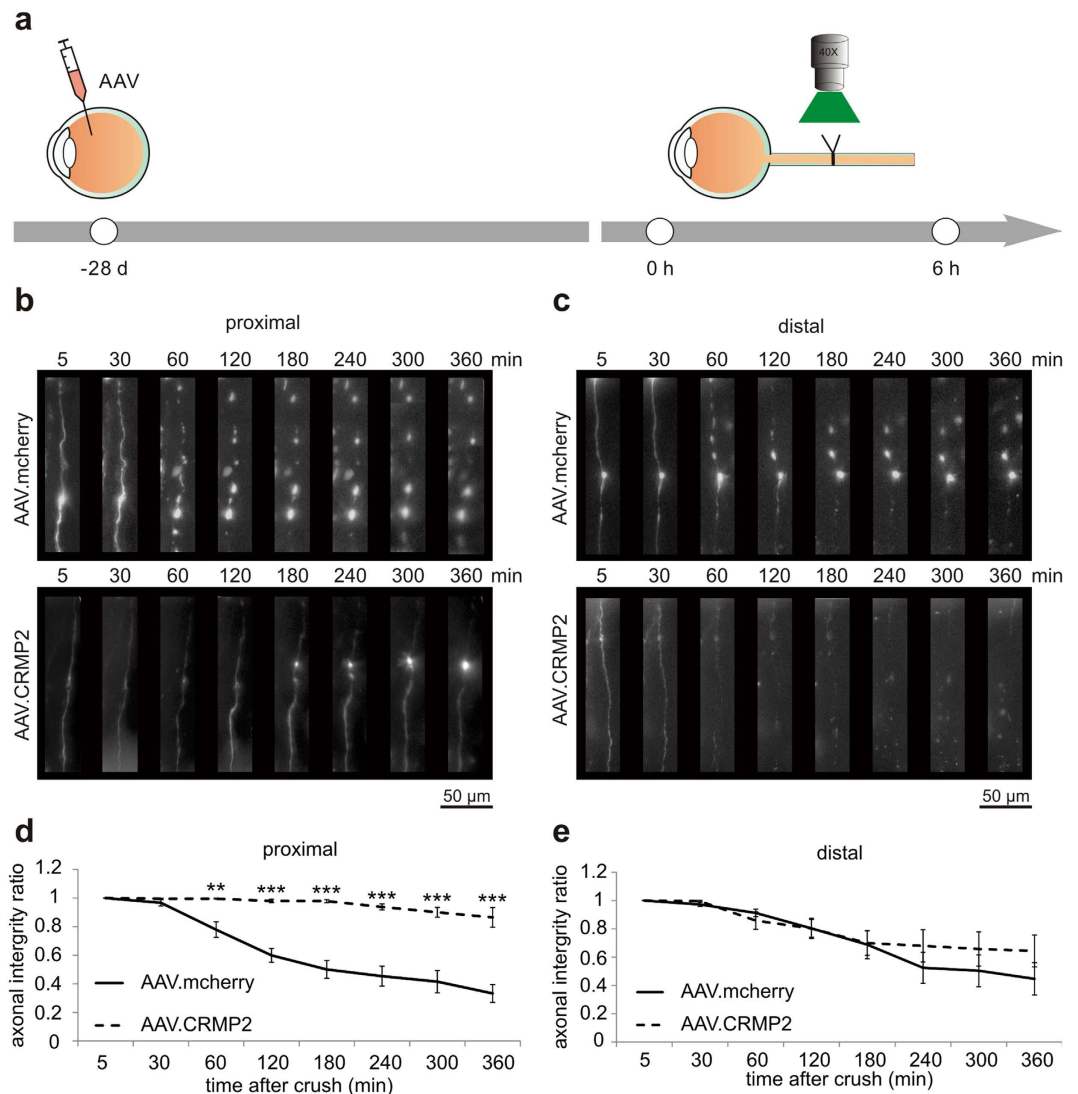 a
AAV
40X
-28 d
0 h
6 h
b
proximal
5 30 60 120 180 240 300 360 min
AAV.mcherry
5 30 60 120 180 240 300 360 min
AAV.CRMP2
50 µm
c
distal
5 30 60 120 180 240 300 360 min
AAV.mcherry
5 30 60 120 180 240 300 360 min
AAV.CRMP2
50 µm
d
proximal
axonal intergrity ratio
1.2
1
0.8
0.6
0.4
0.2
0
** *** *** *** *** ***
AAV.mcherry
AAV.CRMP2
5 30 60 120 180 240 300 360
time after crush (min)
e
distal
axonal intergrity ratio
1.2
1
0.8
0.6
0.4
0.2
0
AAV.mcherry
AAV.CRMP2
5 30 60 120 180 240 300 360
time after crush (min)